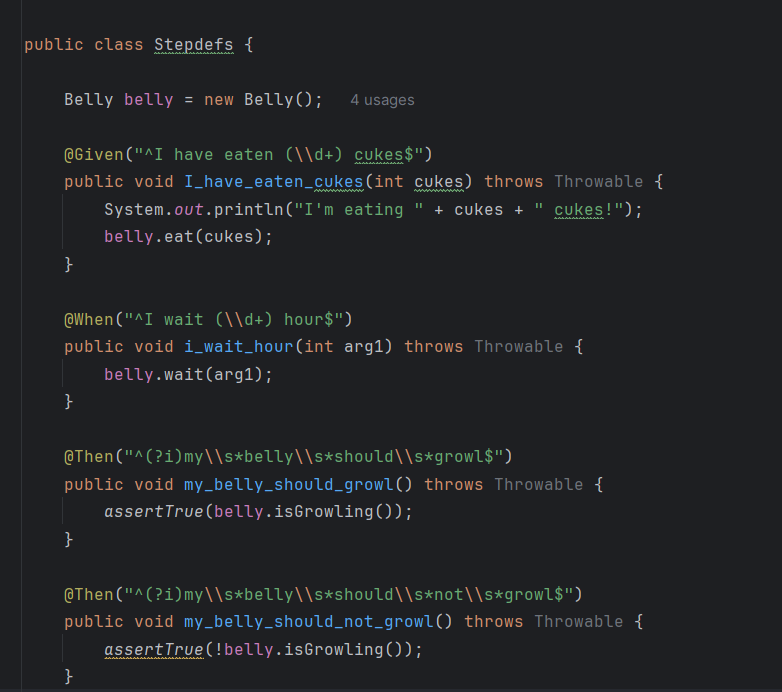 public class Stepdefs {
Belly belly = new Belly();   4 usages
@Given("^I have eaten (\\d+) cukes$")
public void I_have_eaten_cukes(int cukes) throws Throwable {
System.out.println("I'm eating " + cukes + " cukes!");
belly.eat(cukes);
}
@When("^I wait (\\d+) hour$")
public void i_wait_hour(int arg1) throws Throwable {
belly.wait(arg1);
}
@Then("^(?i)my\\s*belly\\s*should\\s*growl$")
public void my_belly_should_growl() throws Throwable {
assertTrue(belly.isGrowling());
}
@Then("^(?i)my\\s*belly\\s*should\\s*not\\s*growl$")
public void my_belly_should_not_growl() throws Throwable {
assertTrue(!belly.isGrowling());
}